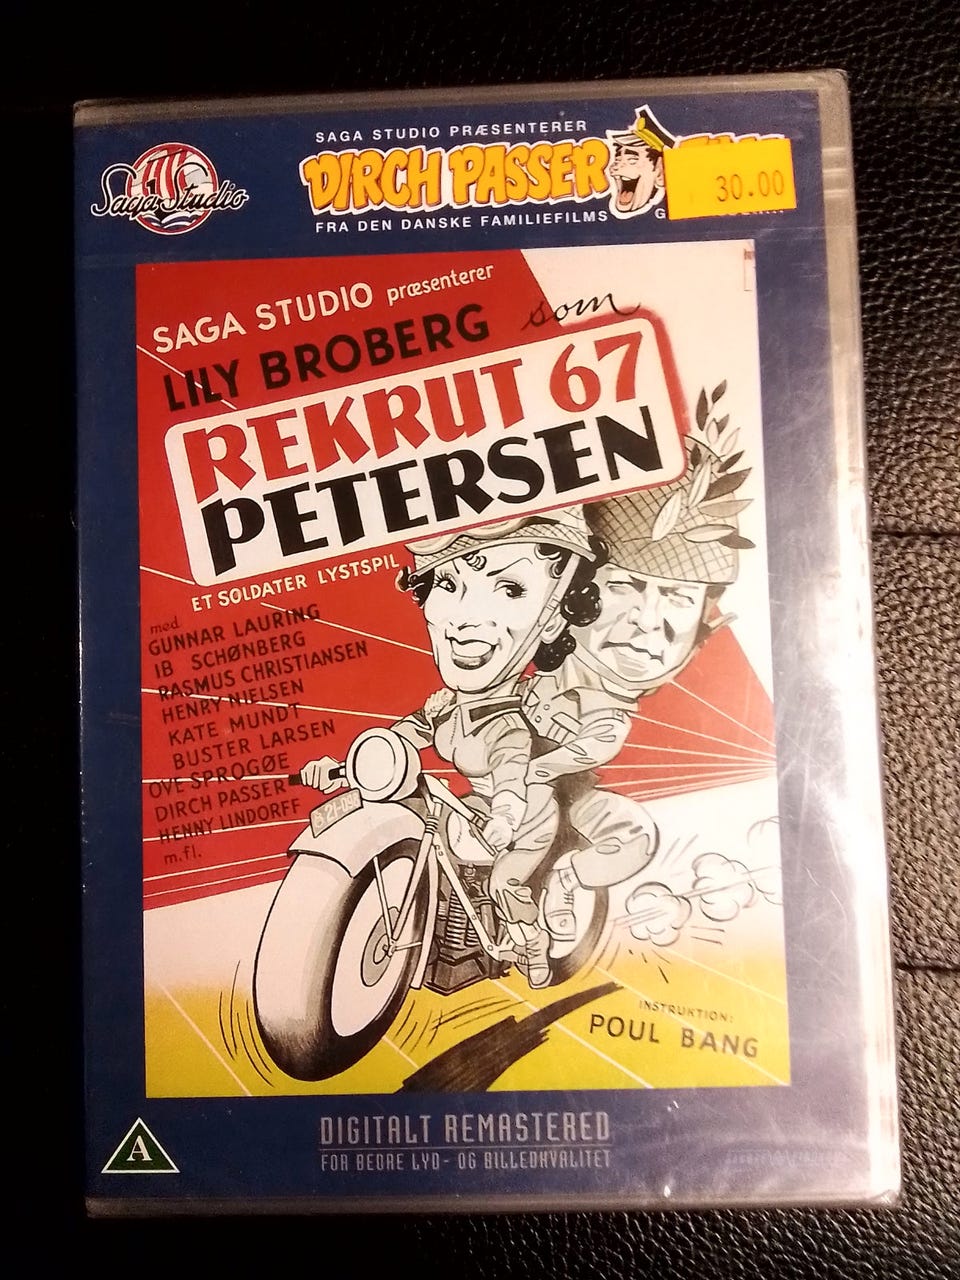 SAGA STUDIO PRÆSENTERER
Saga Studio
DIRCH PASSER
30.00
FRA DEN DANSKE FAMILIEFILMS
SAGA STUDIO præsenterer
LILY BROBERG som
REKRUT 67
PETERSEN
ET SOLDATER LYSTSPIL
med
GUNNAR LAURING
IB SCHØNBERG
RASMUS CHRISTIANSEN
HENRY NIELSEN
KATE MUNDT
BUSTER LARSEN
OVE SPROGØE
DIRCH PASSER
HENNY LINDORFF
m.fl.
INSTRUKTION:
POUL BANG
A
DIGITALT REMASTERED
FOR BEDRE LYD- OG BILLEDKVALITET